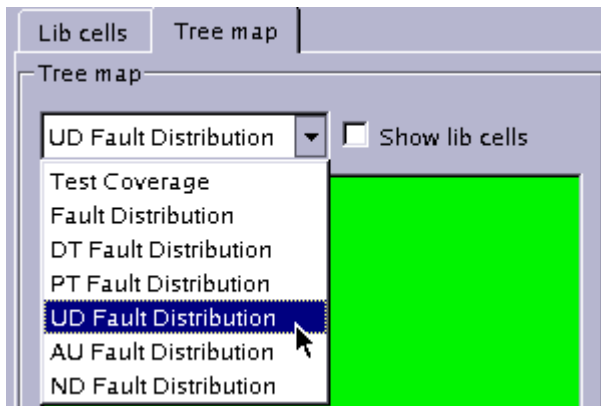 Lib cells Tree map
Tree map
UD Fault Distribution Show lib cells
Test Coverage
Fault Distribution
DT Fault Distribution
PT Fault Distribution
UD Fault Distribution
AU Fault Distribution
ND Fault Distribution